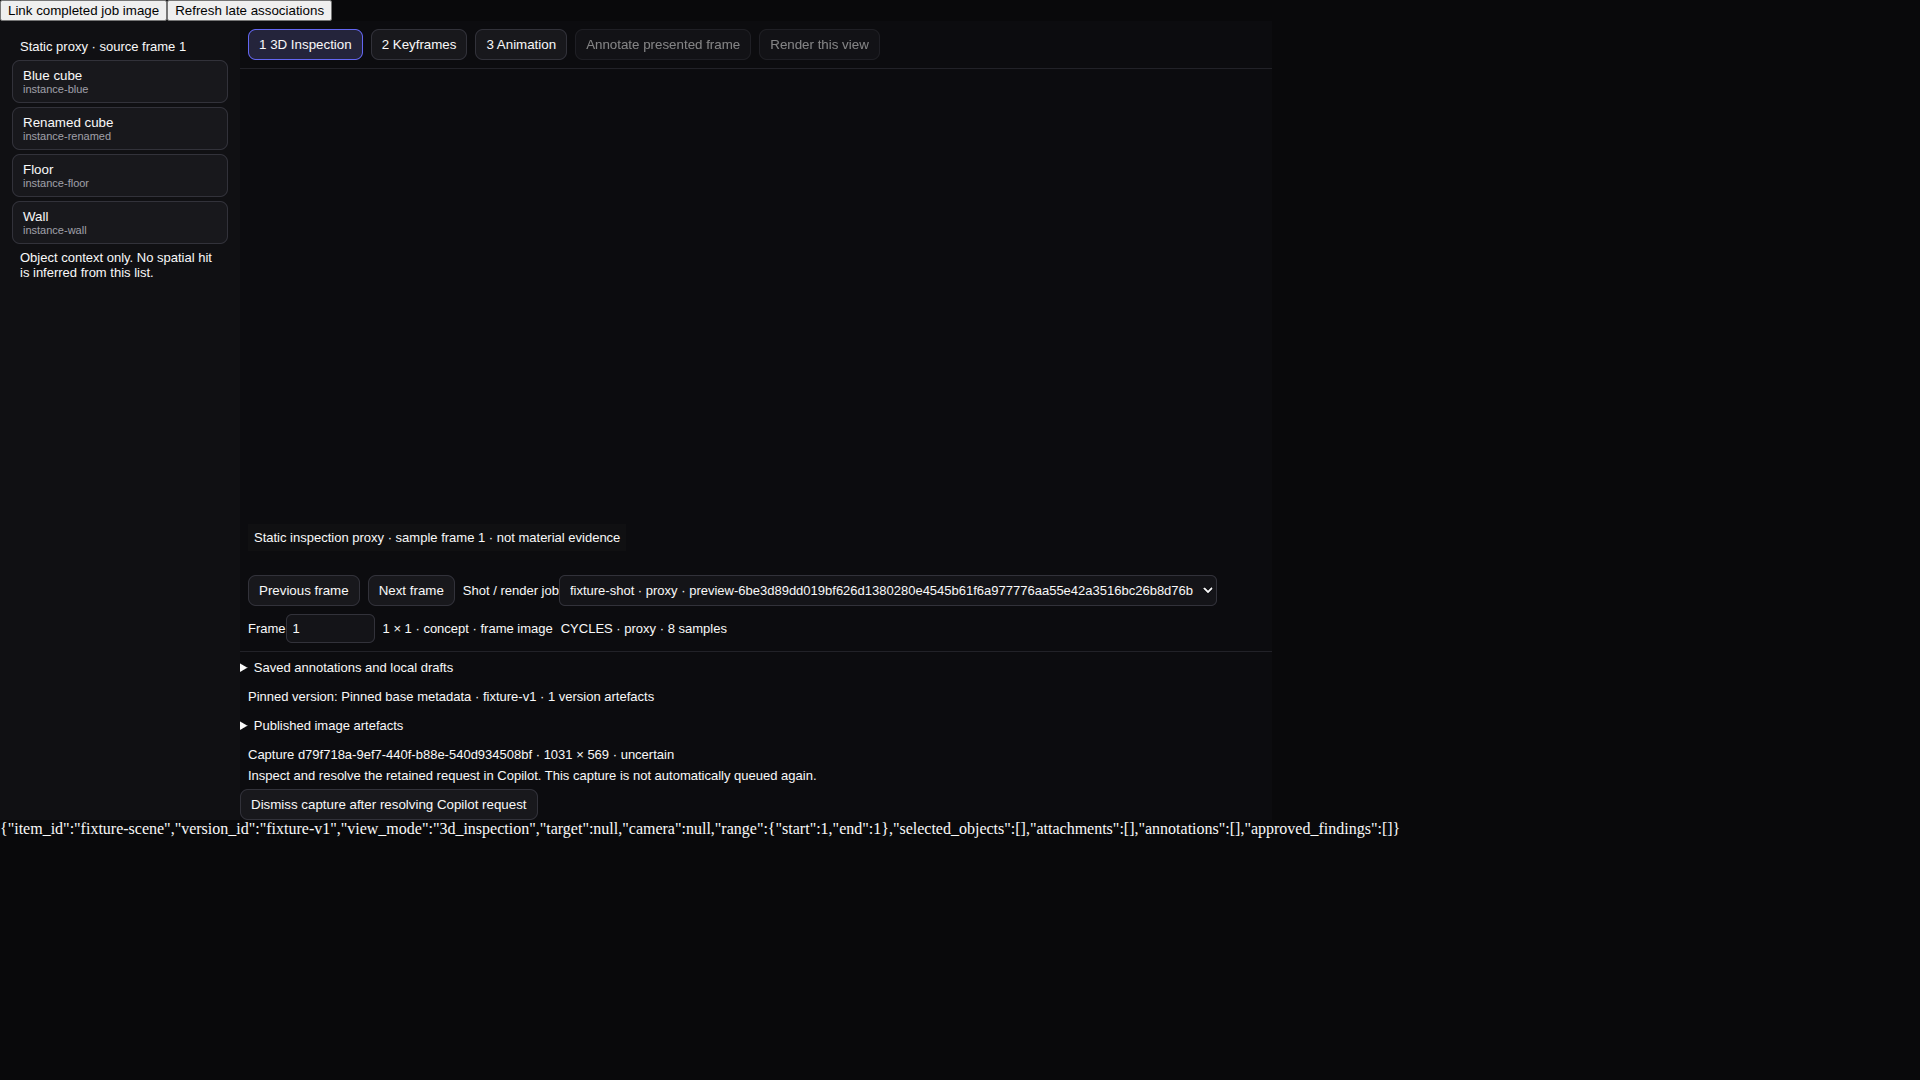 Link completed job image Refresh late associations
Static proxy · source frame 1
Blue cube
instance-blue
Renamed cube
instance-renamed
Floor
instance-floor
Wall
instance-wall
Object context only. No spatial hit
is inferred from this list.
1 3D Inspection 2 Keyframes 3 Animation Annotate presented frame Render this view
Static inspection proxy · sample frame 1 · not material evidence
Previous frame Next frame Shot / render job fixture-shot · proxy · preview-6be3d89dd019bf626d1380280e4545b61f6a977776aa55e42a3516bc26b8d76b
Frame 1 1 × 1 · concept · frame image CYCLES · proxy · 8 samples
Saved annotations and local drafts
Pinned version: Pinned base metadata · fixture-v1 · 1 version artefacts
Published image artefacts
Capture d79f718a-9ef7-440f-b88e-540d934508bf · 1031 × 569 · uncertain
Inspect and resolve the retained request in Copilot. This capture is not automatically queued again.
Dismiss capture after resolving Copilot request
{"item_id":"fixture-scene","version_id":"fixture-v1","view_mode":"3d_inspection","target":null,"camera":null,"range":{"start":1,"end":1},"selected_objects":[],"attachments":[],"annotations":[],"approved_findings":[]}